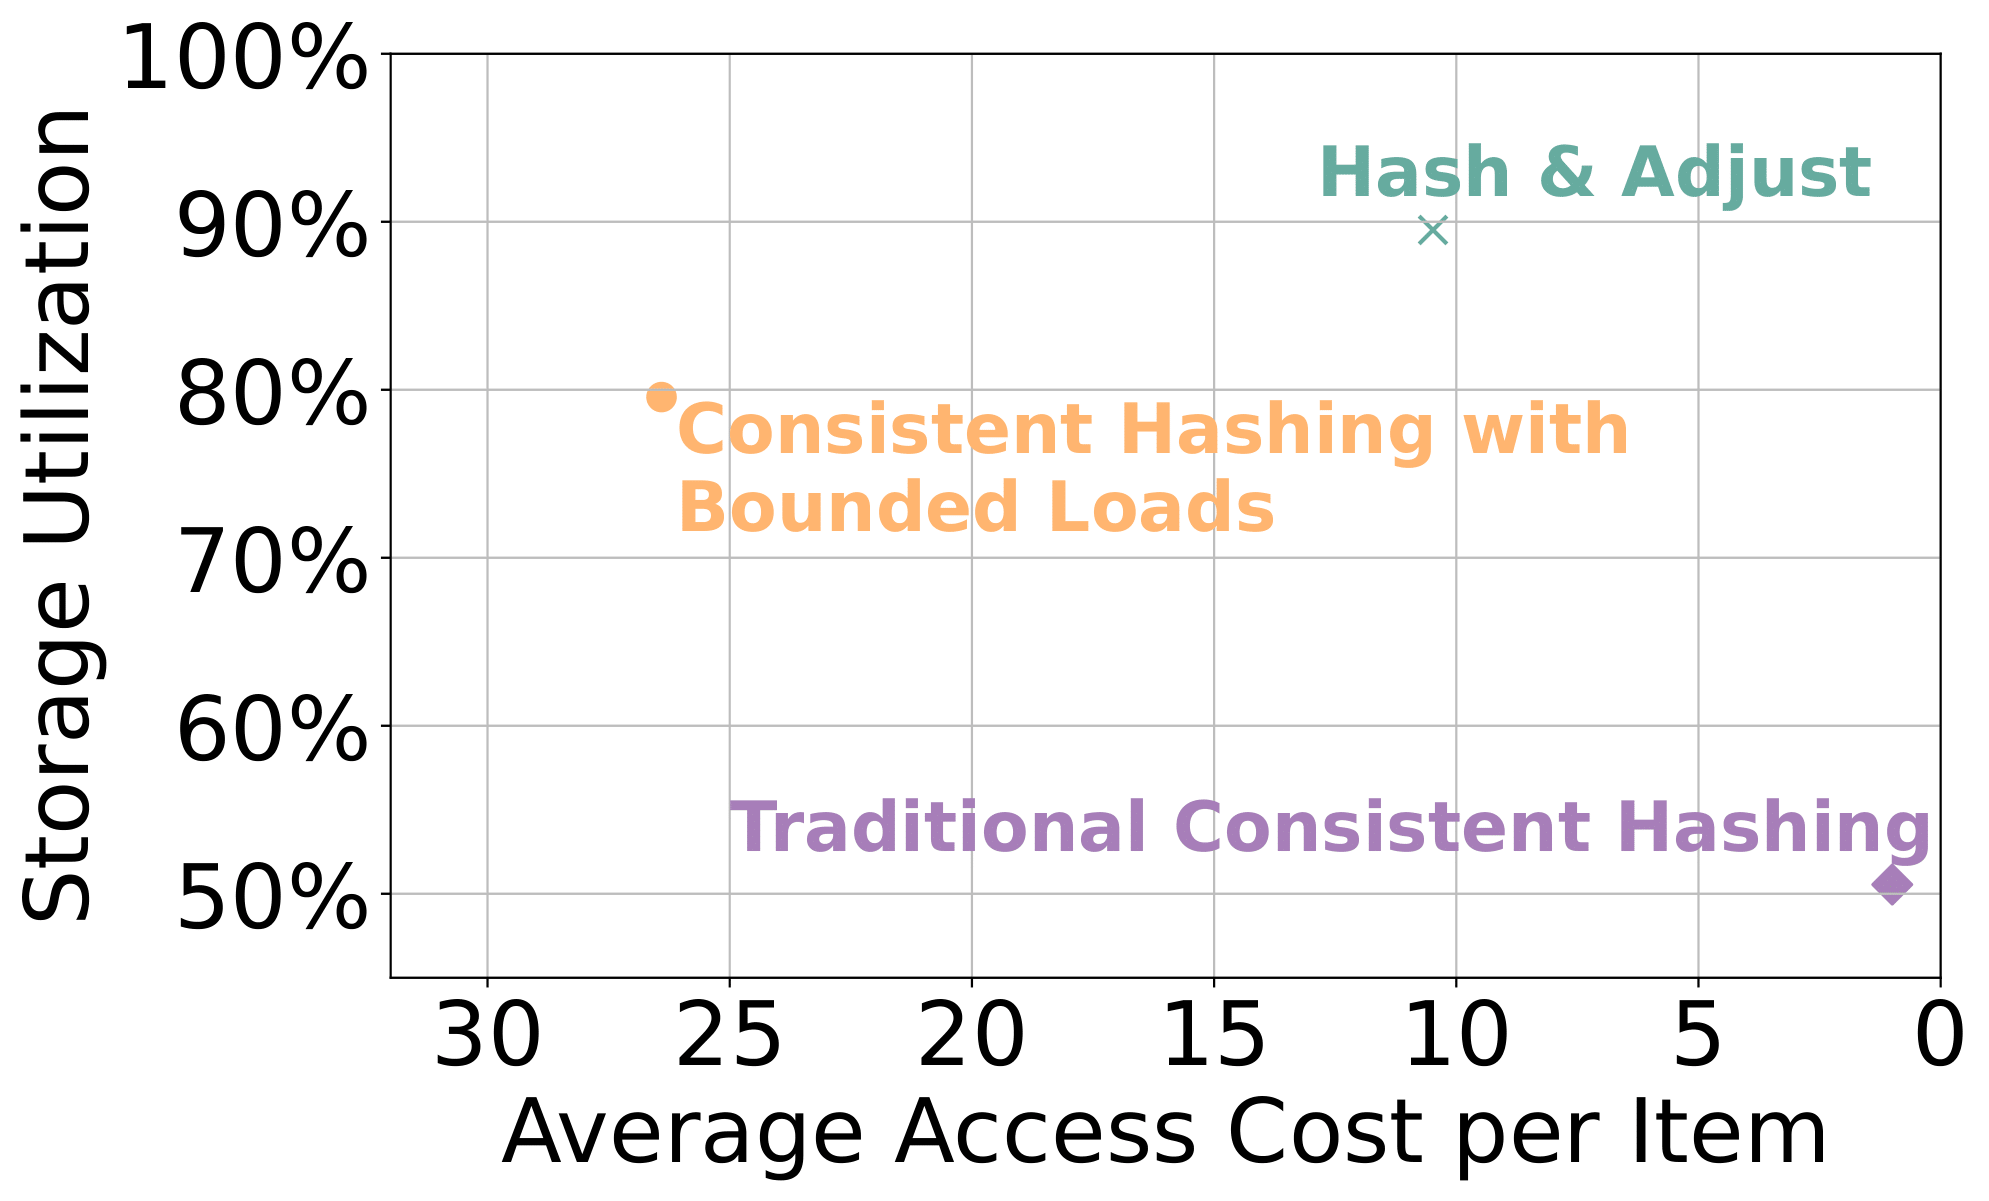 100%
90%
80%
70%
60%
50%
Storage Utilization
Hash & Adjust
Consistent Hashing with
Bounded Loads
Traditional Consistent Hashing
30 25 20 15 10 5 0
Average Access Cost per Item